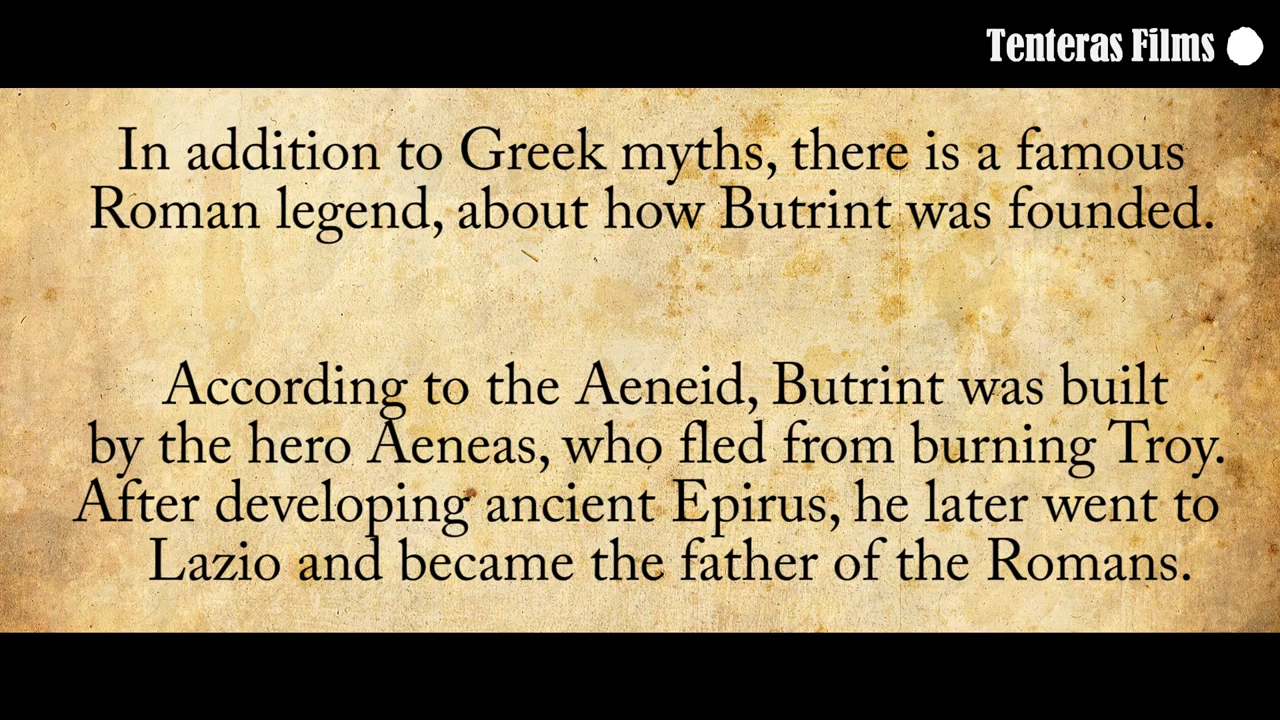 Tenteras Films
In addition to Greek myths, there is a famous
Roman legend, about how Butrint was founded.
According to the Aeneid, Butrint was built
by the hero Aeneas, who fled from burning Troy.
After developing ancient Epirus, he later went to
Lazio and became the father of the Romans.